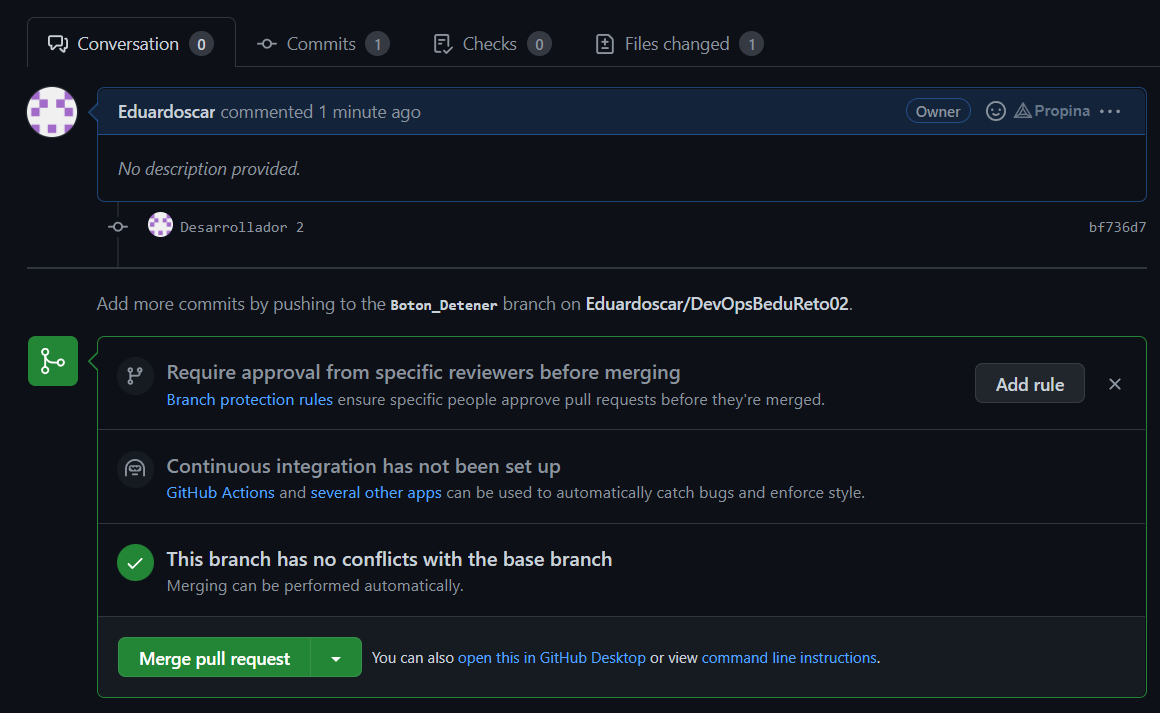 Conversation 0 Commits 1 Checks 0 Files changed 1
Eduardoscar commented 1 minute ago Owner Propina ...
No description provided.
Desarrollador 2 bf736d7
Add more commits by pushing to the Boton_Detener branch on Eduardoscar/DevOpsBeduReto02.
Require approval from specific reviewers before merging
Branch protection rules ensure specific people approve pull requests before they're merged.
Add rule
Continuous integration has not been set up
GitHub Actions and several other apps can be used to automatically catch bugs and enforce style.
This branch has no conflicts with the base branch
Merging can be performed automatically.
Merge pull request You can also open this in GitHub Desktop or view command line instructions.